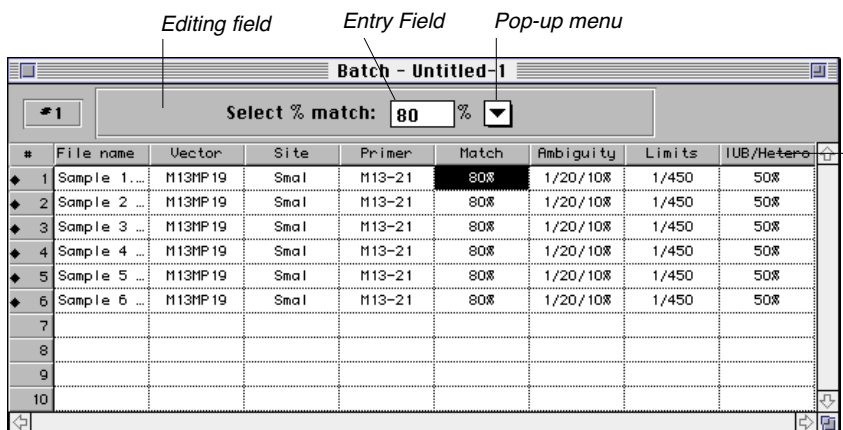 Editing field Entry Field Pop-up menu
Batch - Untitled-1
#1 Select % match: 80 %
# File name Vector Site Primer Match Ambiguity Limits IUB/Hetero
1 Sample 1.... M13MP19 SmaI M13-21 80% 1/20/10% 1/450 50%
2 Sample 2 ... M13MP19 SmaI M13-21 80% 1/20/10% 1/450 50%
3 Sample 3 ... M13MP19 SmaI M13-21 80% 1/20/10% 1/450 50%
4 Sample 4 ... M13MP19 SmaI M13-21 80% 1/20/10% 1/450 50%
5 Sample 5 ... M13MP19 SmaI M13-21 80% 1/20/10% 1/450 50%
6 Sample 6 ... M13MP19 SmaI M13-21 80% 1/20/10% 1/450 50%
7
8
9
10